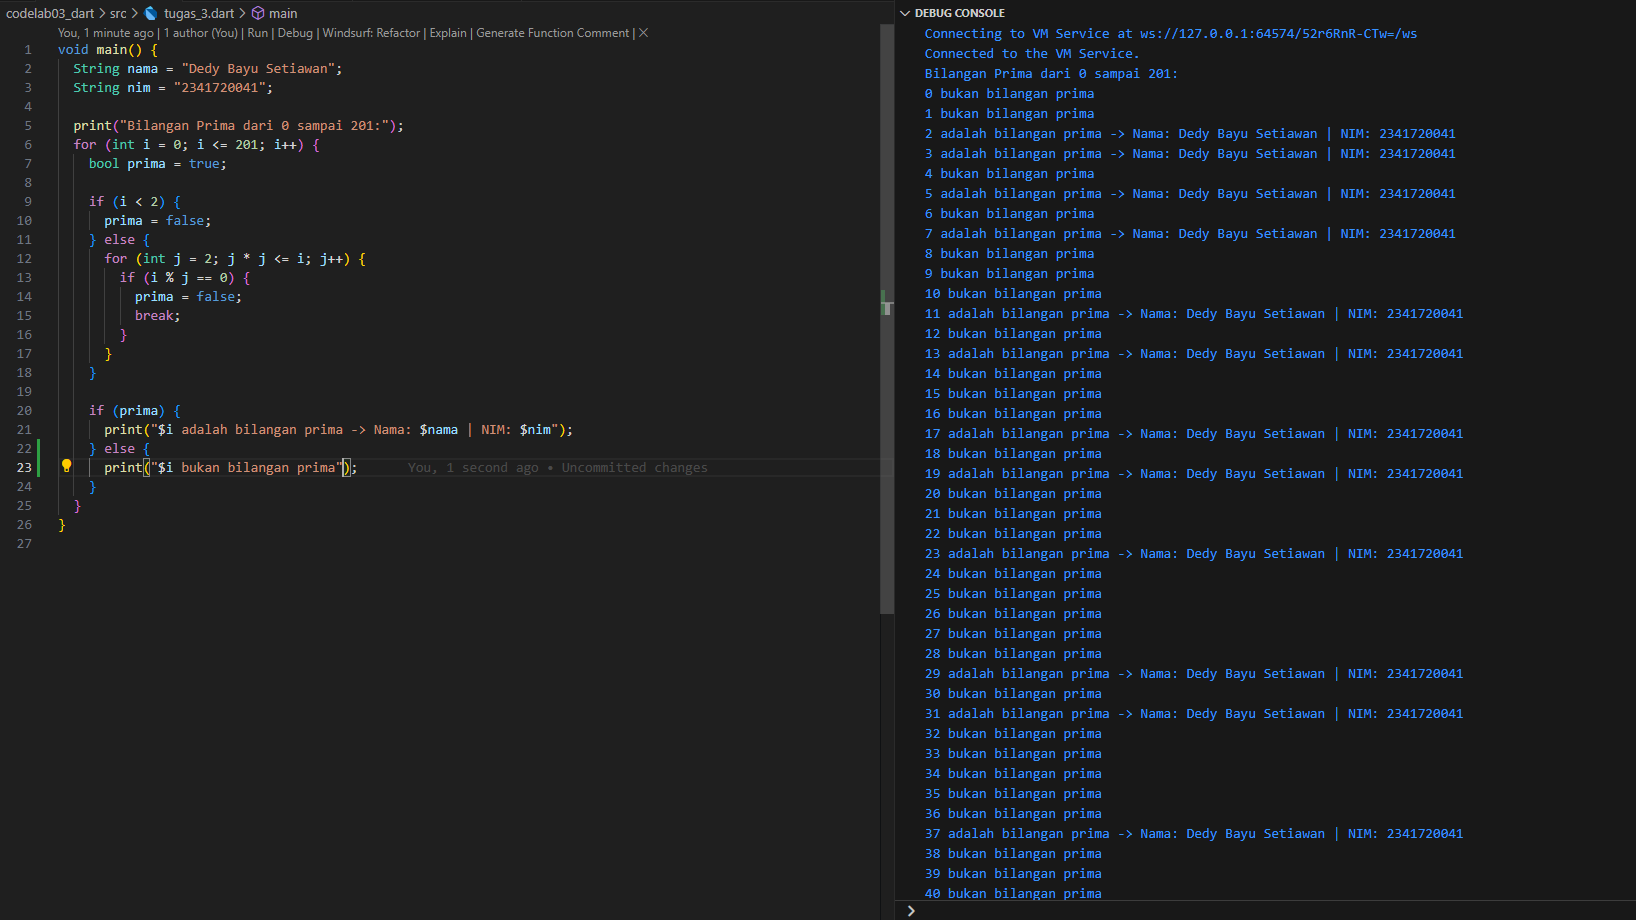 codelab03_dart > src > tugas_3.dart > main
You, 1 minute ago | 1 author (You) | Run | Debug | Windsurf: Refactor | Explain | Generate Function Comment | ×
1 void main() {
2 String nama = "Dedy Bayu Setiawan";
3 String nim = "2341720041";
4
5 print("Bilangan Prima dari 0 sampai 201:");
6 for (int i = 0; i <= 201; i++) {
7 bool prima = true;
8
9 if (i < 2) {
10 prima = false;
11 } else {
12 for (int j = 2; j * j <= i; j++) {
13 if (i % j == 0) {
14 prima = false;
15 break;
16 }
17 }
18 }
19
20 if (prima) {
21 print("$i adalah bilangan prima -> Nama: $nama | NIM: $nim");
22 } else {
23 print("$i bukan bilangan prima"); You, 1 second ago • Uncommitted changes
24 }
25 }
26 }
27
DEBUG CONSOLE
Connecting to VM Service at ws://127.0.0.1:64574/52r6RnR-CTw=/ws
Connected to the VM Service.
Bilangan Prima dari 0 sampai 201:
0 bukan bilangan prima
1 bukan bilangan prima
2 adalah bilangan prima -> Nama: Dedy Bayu Setiawan | NIM: 2341720041
3 adalah bilangan prima -> Nama: Dedy Bayu Setiawan | NIM: 2341720041
4 bukan bilangan prima
5 adalah bilangan prima -> Nama: Dedy Bayu Setiawan | NIM: 2341720041
6 bukan bilangan prima
7 adalah bilangan prima -> Nama: Dedy Bayu Setiawan | NIM: 2341720041
8 bukan bilangan prima
9 bukan bilangan prima
10 bukan bilangan prima
11 adalah bilangan prima -> Nama: Dedy Bayu Setiawan | NIM: 2341720041
12 bukan bilangan prima
13 adalah bilangan prima -> Nama: Dedy Bayu Setiawan | NIM: 2341720041
14 bukan bilangan prima
15 bukan bilangan prima
16 bukan bilangan prima
17 adalah bilangan prima -> Nama: Dedy Bayu Setiawan | NIM: 2341720041
18 bukan bilangan prima
19 adalah bilangan prima -> Nama: Dedy Bayu Setiawan | NIM: 2341720041
20 bukan bilangan prima
21 bukan bilangan prima
22 bukan bilangan prima
23 adalah bilangan prima -> Nama: Dedy Bayu Setiawan | NIM: 2341720041
24 bukan bilangan prima
25 bukan bilangan prima
26 bukan bilangan prima
27 bukan bilangan prima
28 bukan bilangan prima
29 adalah bilangan prima -> Nama: Dedy Bayu Setiawan | NIM: 2341720041
30 bukan bilangan prima
31 adalah bilangan prima -> Nama: Dedy Bayu Setiawan | NIM: 2341720041
32 bukan bilangan prima
33 bukan bilangan prima
34 bukan bilangan prima
35 bukan bilangan prima
36 bukan bilangan prima
37 adalah bilangan prima -> Nama: Dedy Bayu Setiawan | NIM: 2341720041
38 bukan bilangan prima
39 bukan bilangan prima
40 bukan bilangan prima